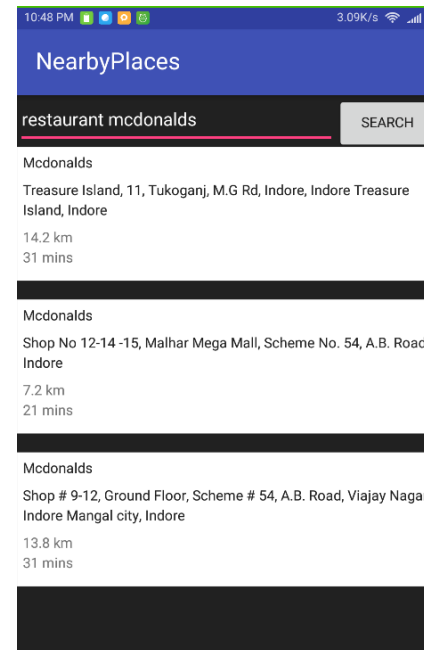 10:48 PM 3.09K/s
NearbyPlaces
restaurant mcdonalds SEARCH
Mcdonalds
Treasure Island, 11, Tukoganj, M.G Rd, Indore, Indore Treasure
Island, Indore
14.2 km
31 mins
Mcdonalds
Shop No 12-14 -15, Malhar Mega Mall, Scheme No. 54, A.B. Road
Indore
7.2 km
21 mins
Mcdonalds
Shop # 9-12, Ground Floor, Scheme # 54, A.B. Road, Viajay Naga
Indore Mangal city, Indore
13.8 km
31 mins